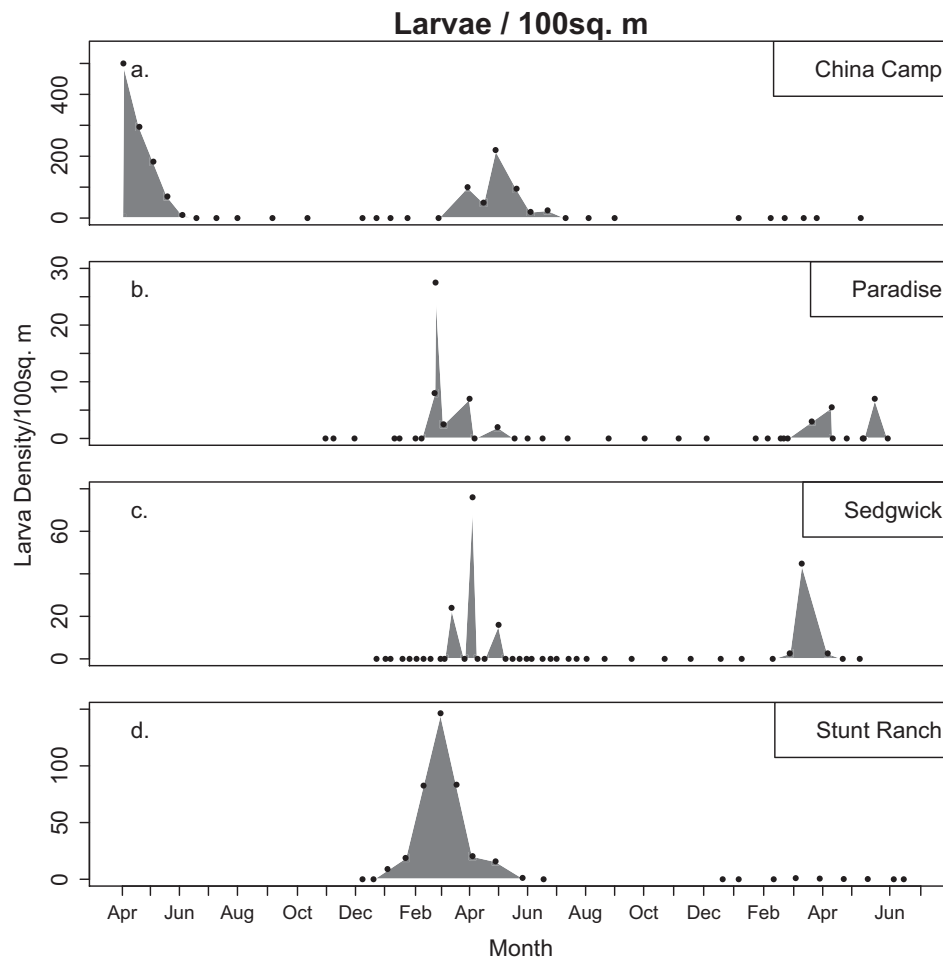 Larvae / 100sq. m
a.
China Camp
400
200
0
b.
Paradise
30
20
10
0
Larva Density/100sq. m
c.
Sedgwick
60
20
0
d.
Stunt Ranch
100
50
0
Apr Jun Aug Oct Dec Feb Apr Jun Aug Oct Dec Feb Apr Jun
Month